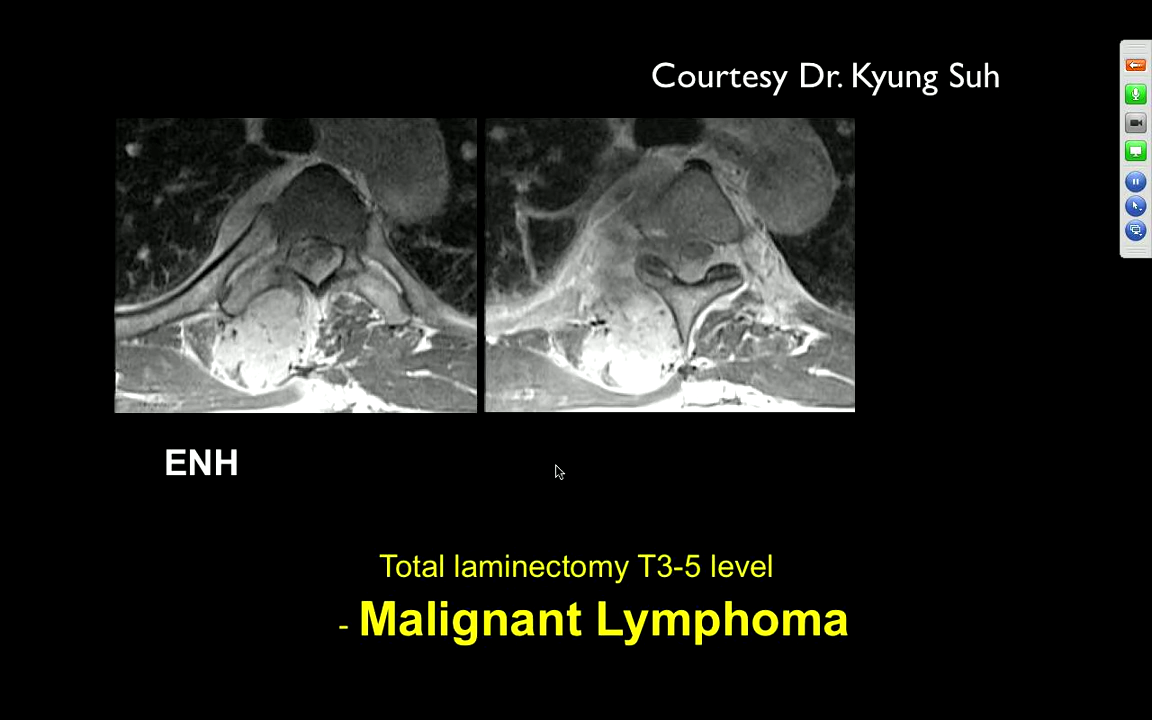 Courtesy Dr. Kyung Suh
ENH
Total laminectomy T3-5 level
- Malignant Lymphoma